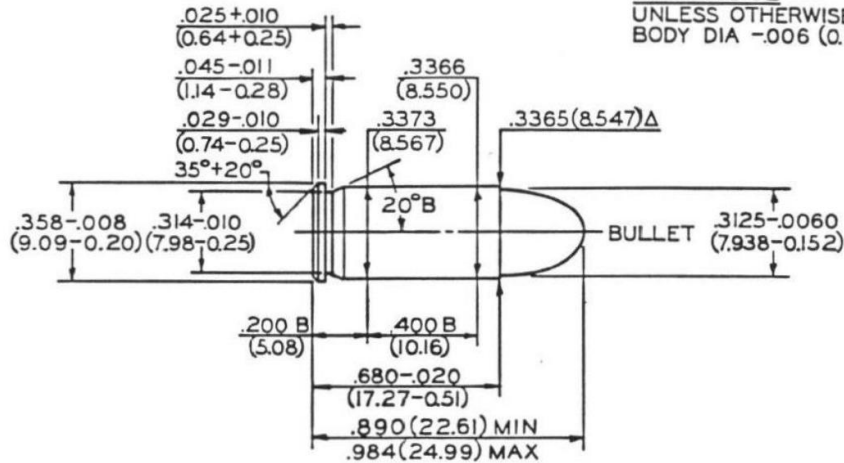 .025+.010
(0.64+0.25)
UNLESS OTHERWISE
BODY DIA -.006 (0.
.045-.011
(1.14-0.28)
.3366
(8.550)
.029-.010
(0.74-0.25)
.3373
(8.567)
.3365(8.547)Δ
35°+20°
20°B
.358-.008
(9.09-0.20)
.314-.010
(7.98-0.25)
BULLET
.3125-.0060
(7.938-0.152)
.200 B
(5.08)
.400 B
(10.16)
.680-.020
(17.27-0.51)
.890(22.61) MIN
.984(24.99) MAX